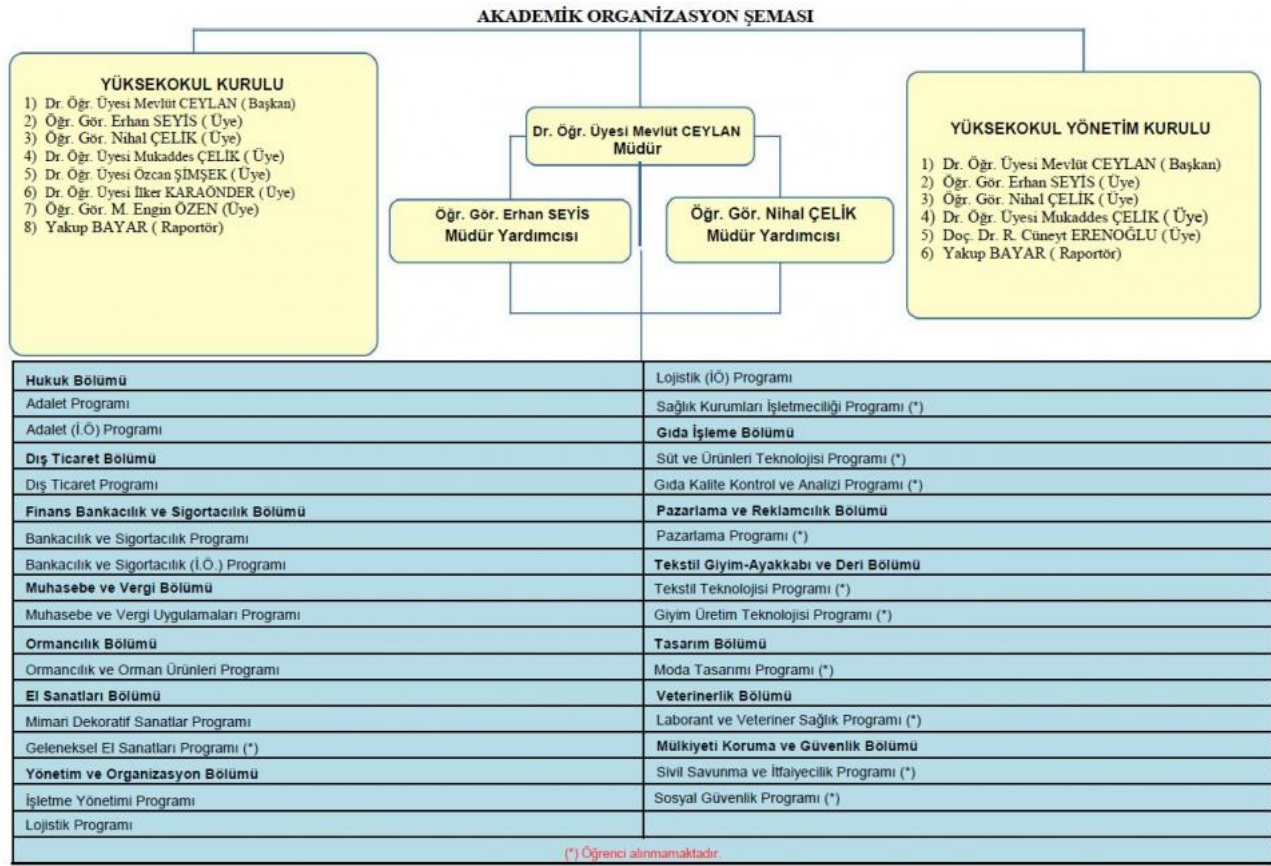 AKADEMİK ORGANİZASYON ŞEMASI
YÜKSEKOKUL KURULU
1) Dr. Öğr. Üyesi Mevlüt CEYLAN ( Başkan)
2) Öğr. Gör. Erhan SEYİS ( Üye)
3) Öğr. Gör. Nihal ÇELİK ( Üye)
4) Dr. Öğr. Üyesi Mukaddes ÇELİK ( Üye)
5) Dr. Öğr. Üyesi Özcan ŞİMŞEK ( Üye)
6) Dr. Öğr. Üyesi İlker KARAÖNDER ( Üye)
7) Öğr. Gör. M. Engin ÖZEN (Üye)
8) Yakup BAYAR ( Raportör)
Dr. Öğr. Üyesi Mevlüt CEYLAN
Müdür
Öğr. Gör. Erhan SEYİS
Müdür Yardımcısı
Öğr. Gör. Nihal ÇELİK
Müdür Yardımcısı
YÜKSEKOKUL YÖNETİM KURULU
1) Dr. Öğr. Üyesi Mevlüt CEYLAN ( Başkan)
2) Öğr. Gör. Erhan SEYİS ( Üye)
3) Öğr. Gör. Nihal ÇELİK ( Üye)
4) Dr. Öğr. Üyesi Mukaddes ÇELİK ( Üye)
5) Doç. Dr. R. Cüneyt ERENOĞLU ( Üye)
6) Yakup BAYAR ( Raportör)
Hukuk Bölümü
Adalet Programı
Adalet (İ.Ö) Programı
Dış Ticaret Bölümü
Dış Ticaret Programı
Finans Bankacılık ve Sigortacılık Bölümü
Bankacılık ve Sigortacılık Programı
Bankacılık ve Sigortacılık (İ.Ö.) Programı
Muhasebe ve Vergi Bölümü
Muhasebe ve Vergi Uygulamaları Programı
Ormancılık Bölümü
Ormancılık ve Orman Ürünleri Programı
El Sanatları Bölümü
Mimari Dekoratif Sanatlar Programı
Geleneksel El Sanatları Programı (*)
Yönetim ve Organizasyon Bölümü
İşletme Yönetimi Programı
Lojistik Programı
Lojistik (İÖ) Programı
Sağlık Kurumları İşletmeciliği Programı (*)
Gıda İşleme Bölümü
Süt ve Ürünleri Teknolojisi Programı (*)
Gıda Kalite Kontrol ve Analizi Programı (*)
Pazarlama ve Reklamcılık Bölümü
Pazarlama Programı (*)
Tekstil Giyim-Ayakkabı ve Deri Bölümü
Tekstil Teknolojisi Programı (*)
Giyim Üretim Teknolojisi Programı (*)
Tasarım Bölümü
Moda Tasarımı Programı (*)
Veterinerlik Bölümü
Laborant ve Veteriner Sağlık Programı (*)
Mülkiyeti Koruma ve Güvenlik Bölümü
Sivil Savunma ve İtfaiyecilik Programı (*)
Sosyal Güvenlik Programı (*)
(*) Öğrenci alınmamaktadır.